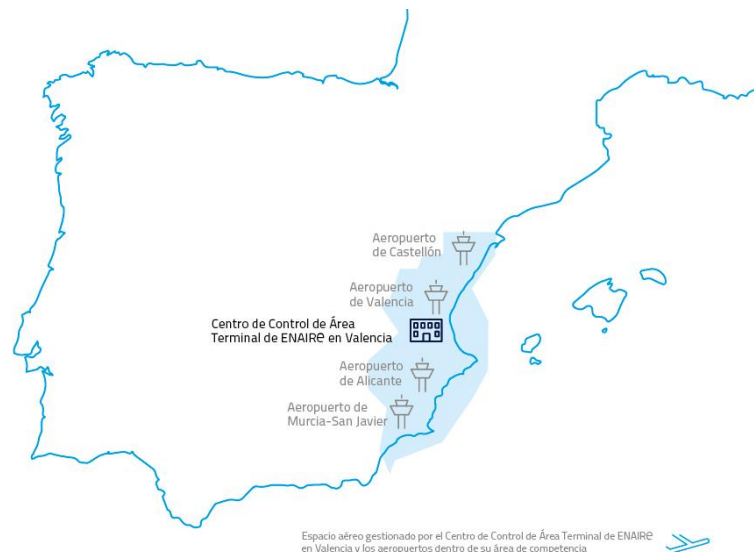 Aeropuerto
de Castellón
Aeropuerto
de Valencia
Centro de Control de Área
Terminal de ENAIRe en Valencia
Aeropuerto
de Alicante
Aeropuerto de
Murcia-San Javier
Espacio aéreo gestionado por el Centro de Control de Área Terminal de ENAIRe
en Valencia y los aeropuertos dentro de su área de competencia